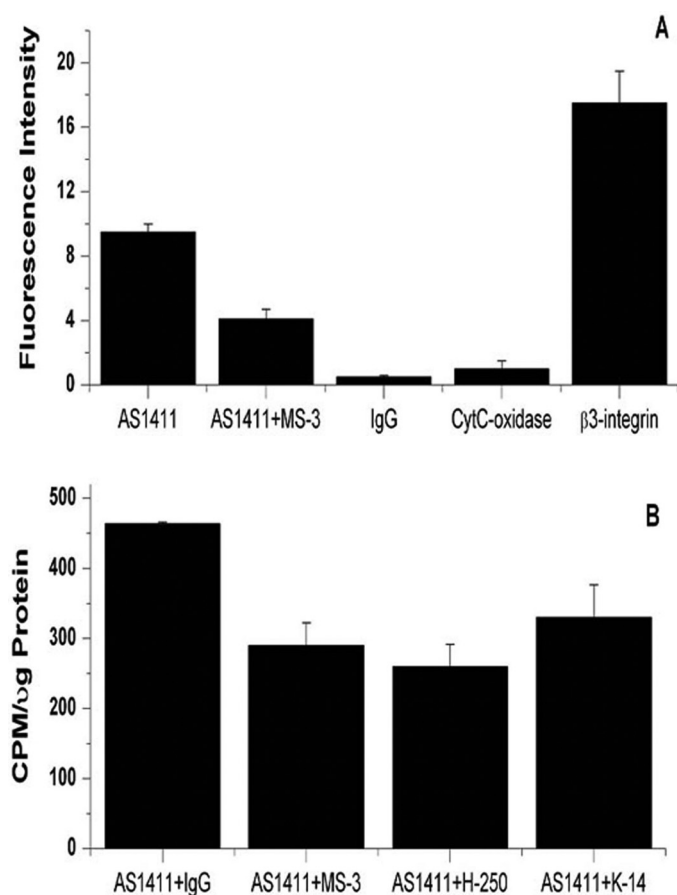 A
Fluorescence Intensity
20
16
12
8
4
0
AS1411 AS1411+MS-3 IgG CytC-oxidase β3-integrin
B
CPM/υg Protein
500
400
300
200
100
0
AS1411+IgG AS1411+MS-3 AS1411+H-250 AS1411+K-14